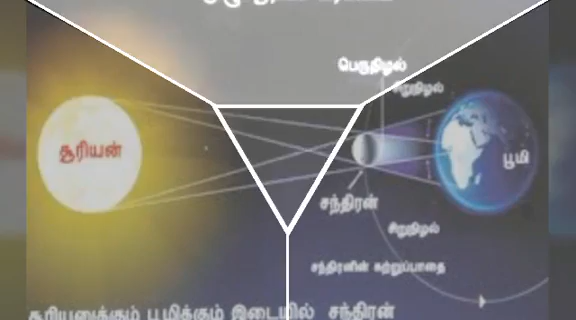 பெருநிழல்
சிறுநிழல்
சூரியன்
பூமி
சந்திரன்
சிறுநிழல்
சந்திரனின் சுற்றுப்பாதை
சூரியனுக்கும் பூமிக்கும் இடையில் சந்திரன்